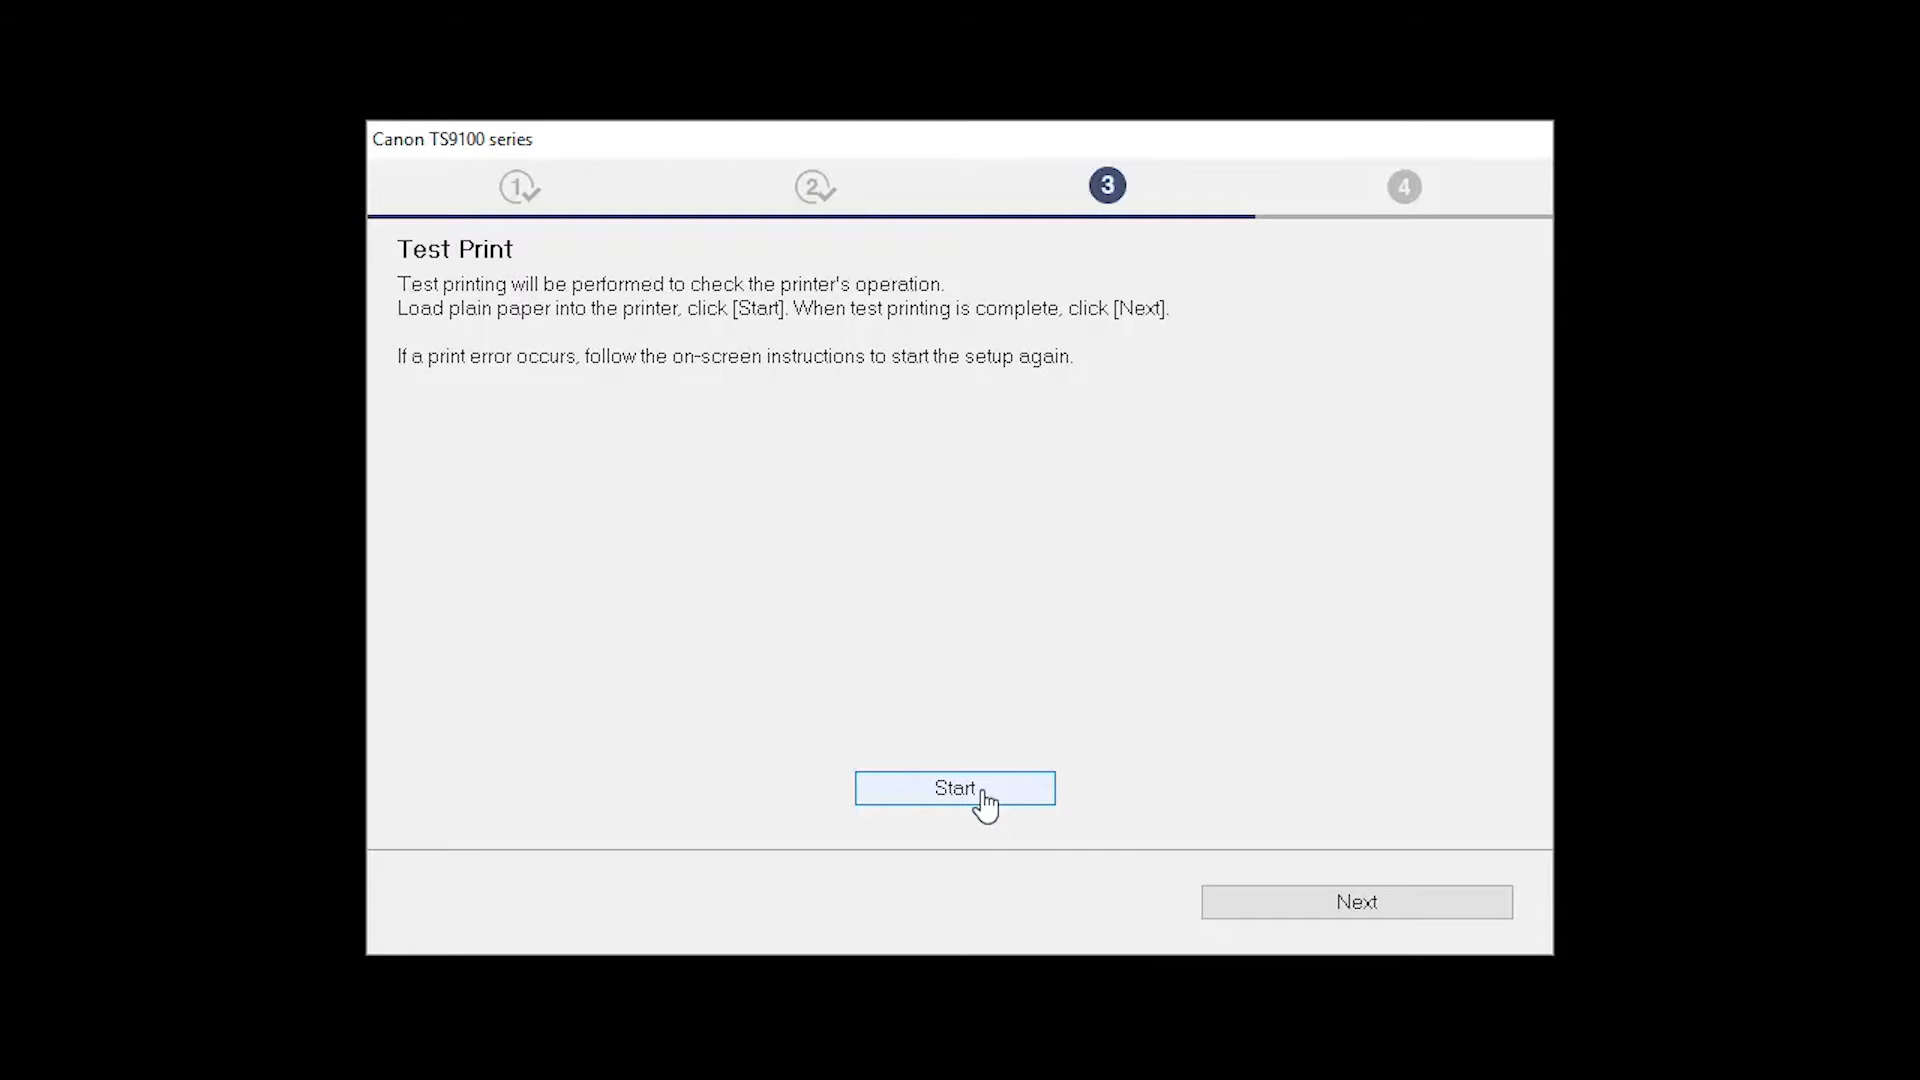 Canon TS9100 series
1 2 3 4
Test Print
Test printing will be performed to check the printer's operation.
Load plain paper into the printer, click [Start]. When test printing is complete, click [Next].
If a print error occurs, follow the on-screen instructions to start the setup again.
Start
Next